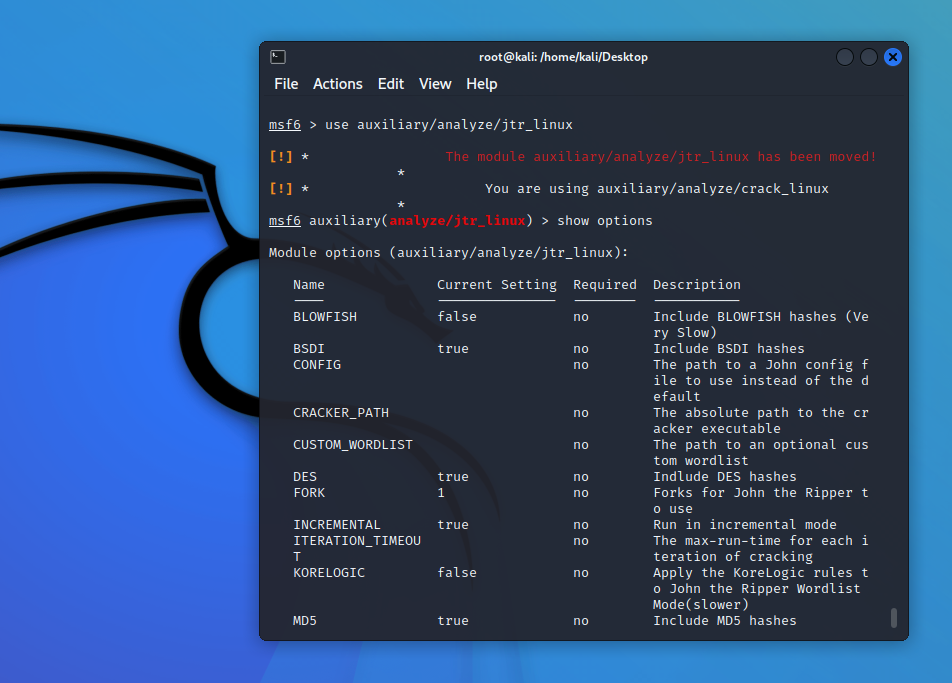 root@kali: /home/kali/Desktop
File Actions Edit View Help
msf6 > use auxiliary/analyze/jtr_linux
[!] * The module auxiliary/analyze/jtr_linux has been moved!
*
[!] * You are using auxiliary/analyze/crack_linux
*
msf6 auxiliary(analyze/jtr_linux) > show options
Module options (auxiliary/analyze/jtr_linux):
Name Current Setting Required Description
BLOWFISH false no Include BLOWFISH hashes (Ve
ry Slow)
BSDI true no Include BSDI hashes
CONFIG no The path to a John config f
ile to use instead of the d
efault
CRACKER_PATH no The absolute path to the cr
acker executable
CUSTOM_WORDLIST no The path to an optional cus
tom wordlist
DES true no Indlude DES hashes
FORK 1 no Forks for John the Ripper t
o use
INCREMENTAL true no Run in incremental mode
ITERATION_TIMEOU no The max-run-time for each i
T teration of cracking
KORELOGIC false no Apply the KoreLogic rules t
o John the Ripper Wordlist
Mode(slower)
MD5 true no Include MD5 hashes